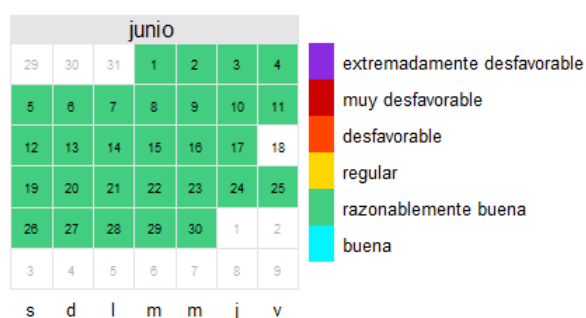 junio
29 30 31 1 2 3 4
5 6 7 8 9 10 11
12 13 14 15 16 17 18
19 20 21 22 23 24 25
26 27 28 29 30 1 2
3 4 5 6 7 8 9
s d l m m j v
extremadamente desfavorable
muy desfavorable
desfavorable
regular
razonablemente buena
buena